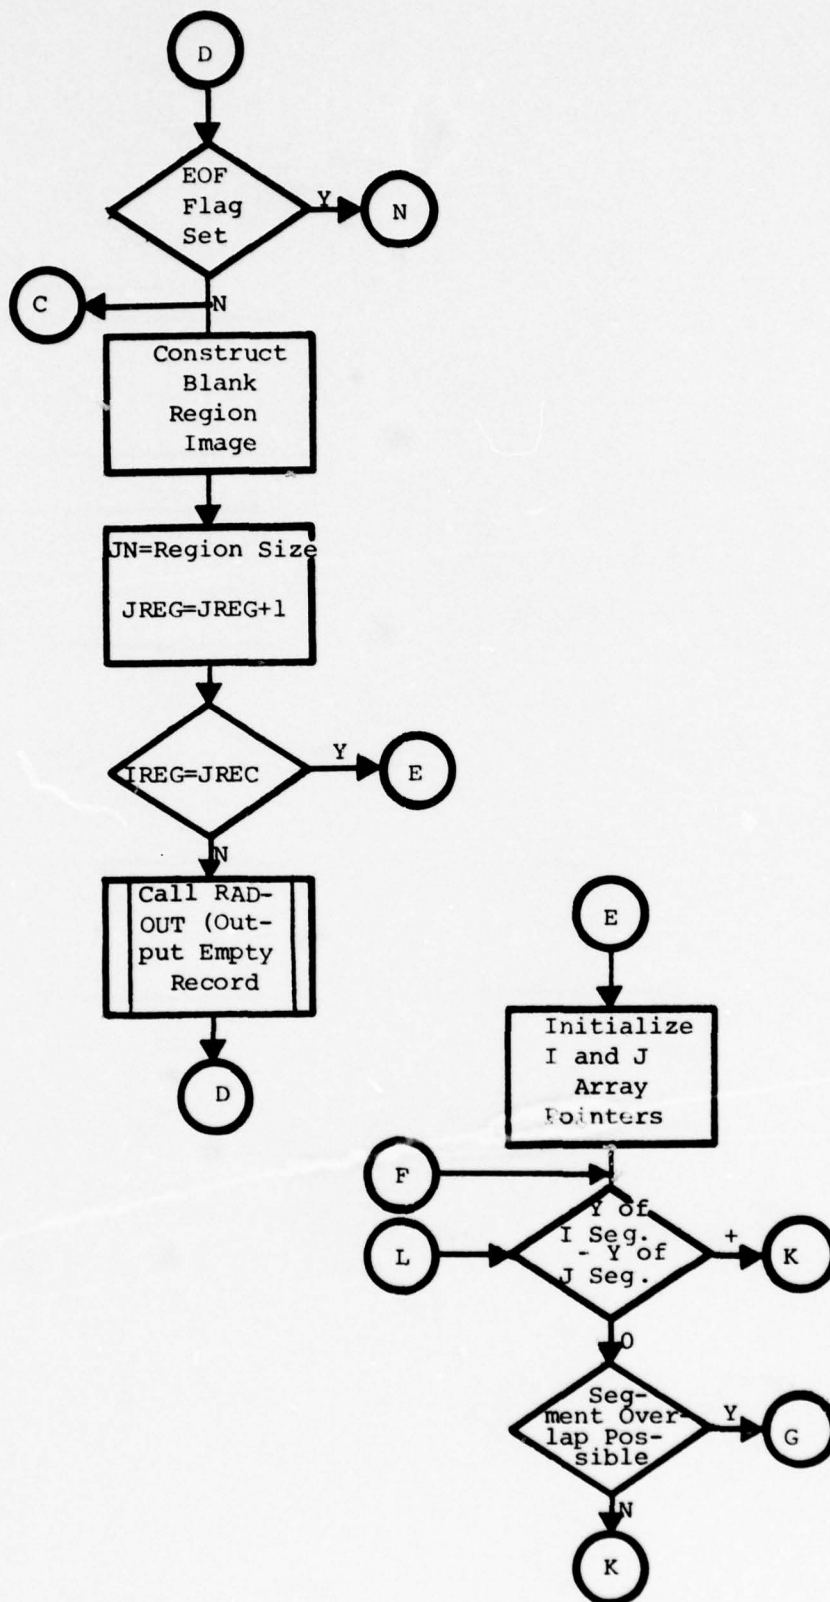 D
EOF
Flag
Set
Y
N
C
N
Construct
Blank
Region
Image
JN=Region Size
JREG=JREG+1
IREG=JREC
Y
E
N
Call RAD-
OUT (Out-
put Empty
Record
D
E
Initialize
I and J
Array
Pointers
F
Y of
I Seg.
- Y of
J Seg.
+
K
L
0
Seg-
ment Over-
lap Pos-
sible
Y
G
N
K